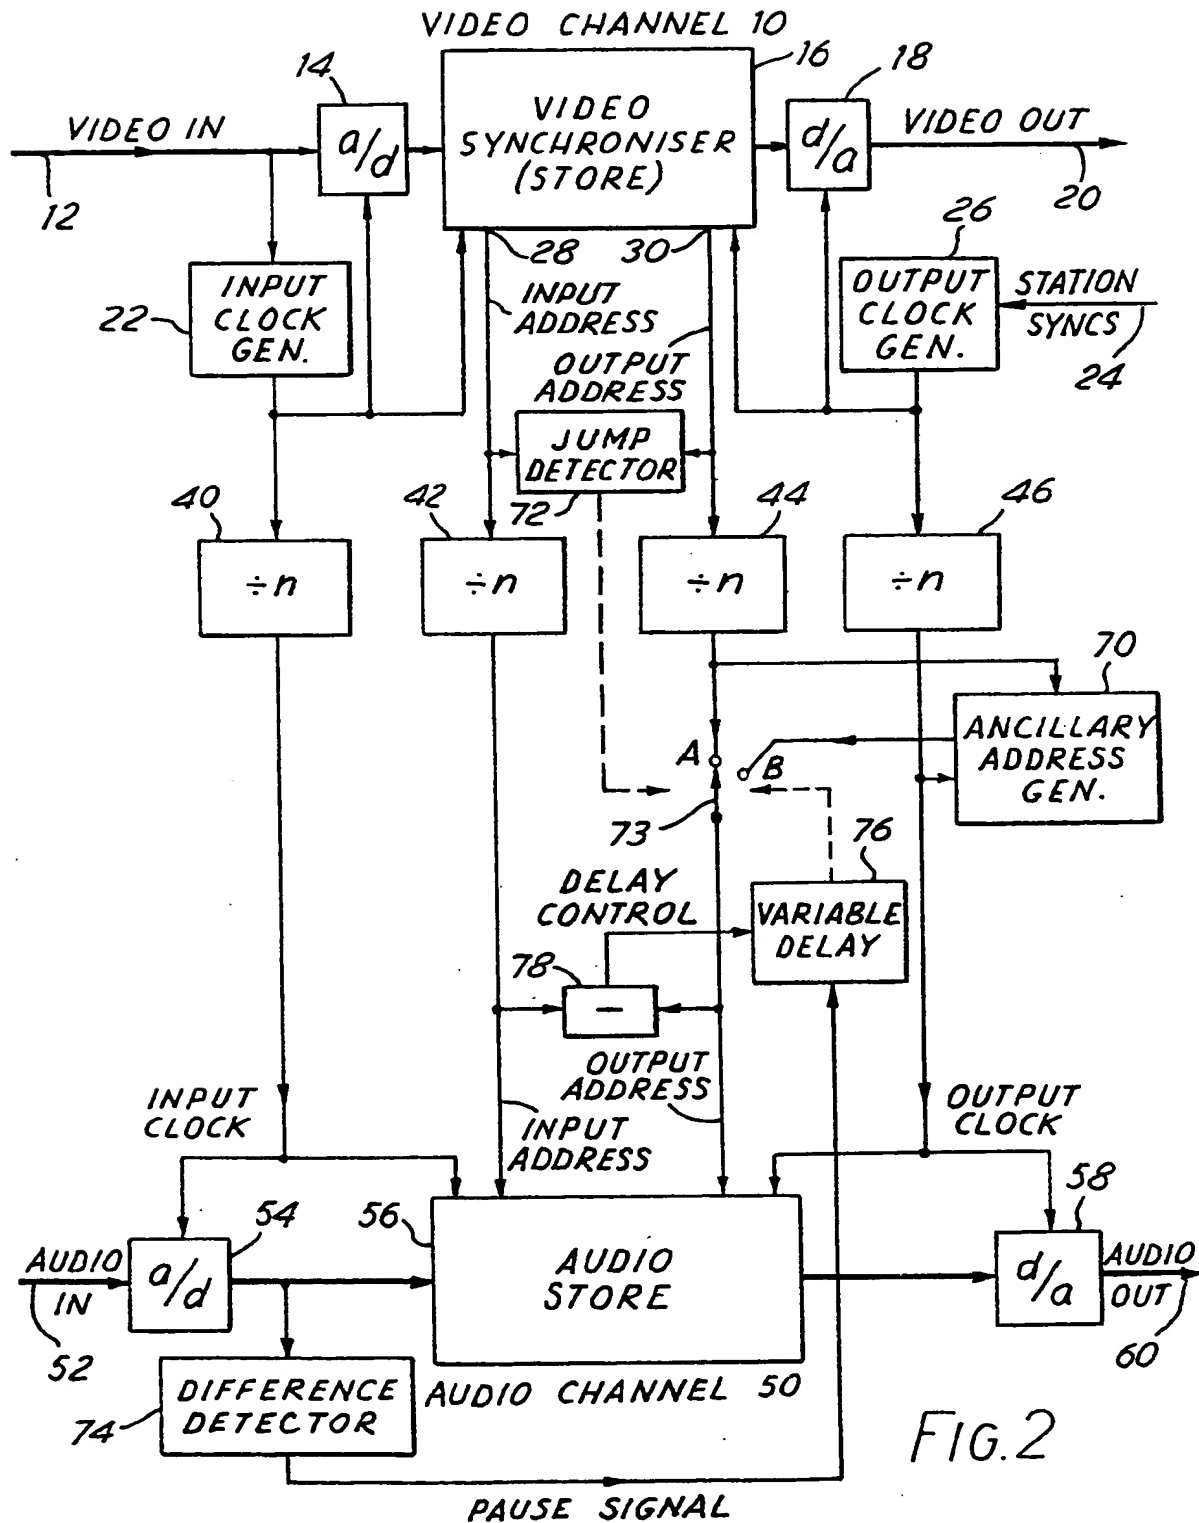 VIDEO CHANNEL 10
14
16
18
VIDEO IN
a/d
VIDEO
SYNCHRONISER
(STORE)
d/a
VIDEO OUT
12
20
28
30
26
22
INPUT
CLOCK
GEN.
INPUT
ADDRESS
OUTPUT
CLOCK
GEN.
STATION
SYNCS
24
OUTPUT
ADDRESS
JUMP
DETECTOR
72
40
42
44
46
÷n
÷n
÷n
÷n
70
ANCILLARY
ADDRESS
GEN.
A
B
73
76
DELAY
CONTROL
VARIABLE
DELAY
78
−
OUTPUT
ADDRESS
INPUT
CLOCK
INPUT
ADDRESS
OUTPUT
CLOCK
54
56
58
AUDIO
IN
a/d
AUDIO
STORE
d/a
AUDIO
OUT
52
60
DIFFERENCE
DETECTOR
74
AUDIO CHANNEL 50
PAUSE SIGNAL
FIG.2